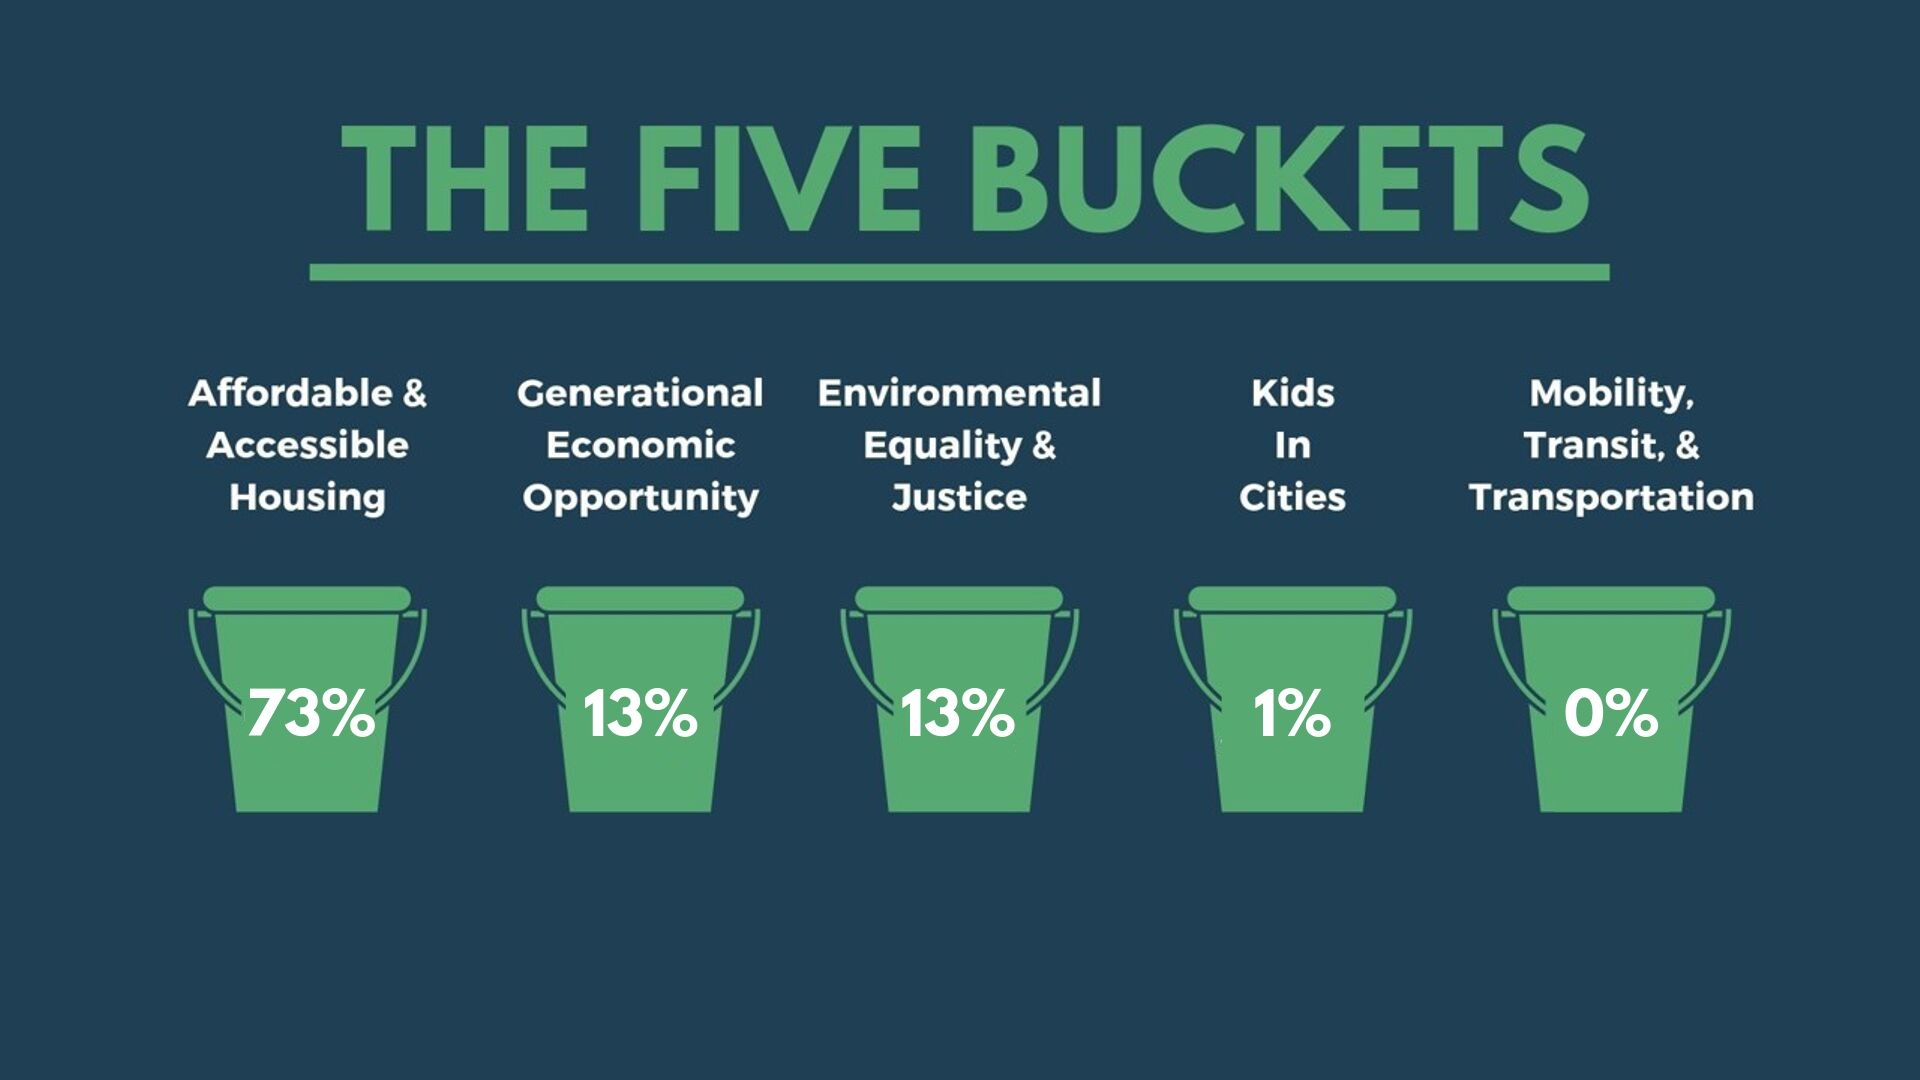 THE FIVE BUCKETS
Affordable &
Accessible
Housing
Generational
Economic
Opportunity
Environmental
Equality &
Justice
Kids
In
Cities
Mobility,
Transit, &
Transportation
73%
13%
13%
1%
0%